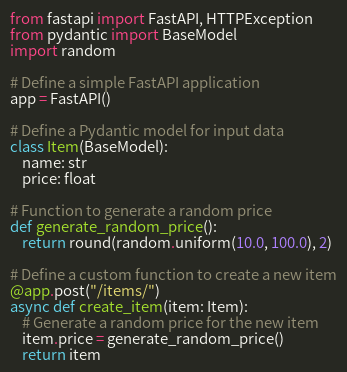 from fastapi import FastAPI, HTTPException
from pydantic import BaseModel
import random

# Define a simple FastAPI application
app = FastAPI()

# Define a Pydantic model for input data
class Item(BaseModel):
    name: str
    price: float

# Function to generate a random price
def generate_random_price():
    return round(random.uniform(10.0, 100.0), 2)

# Define a custom function to create a new item
@app.post("/items/")
async def create_item(item: Item):
    # Generate a random price for the new item
    item.price = generate_random_price()
    return item